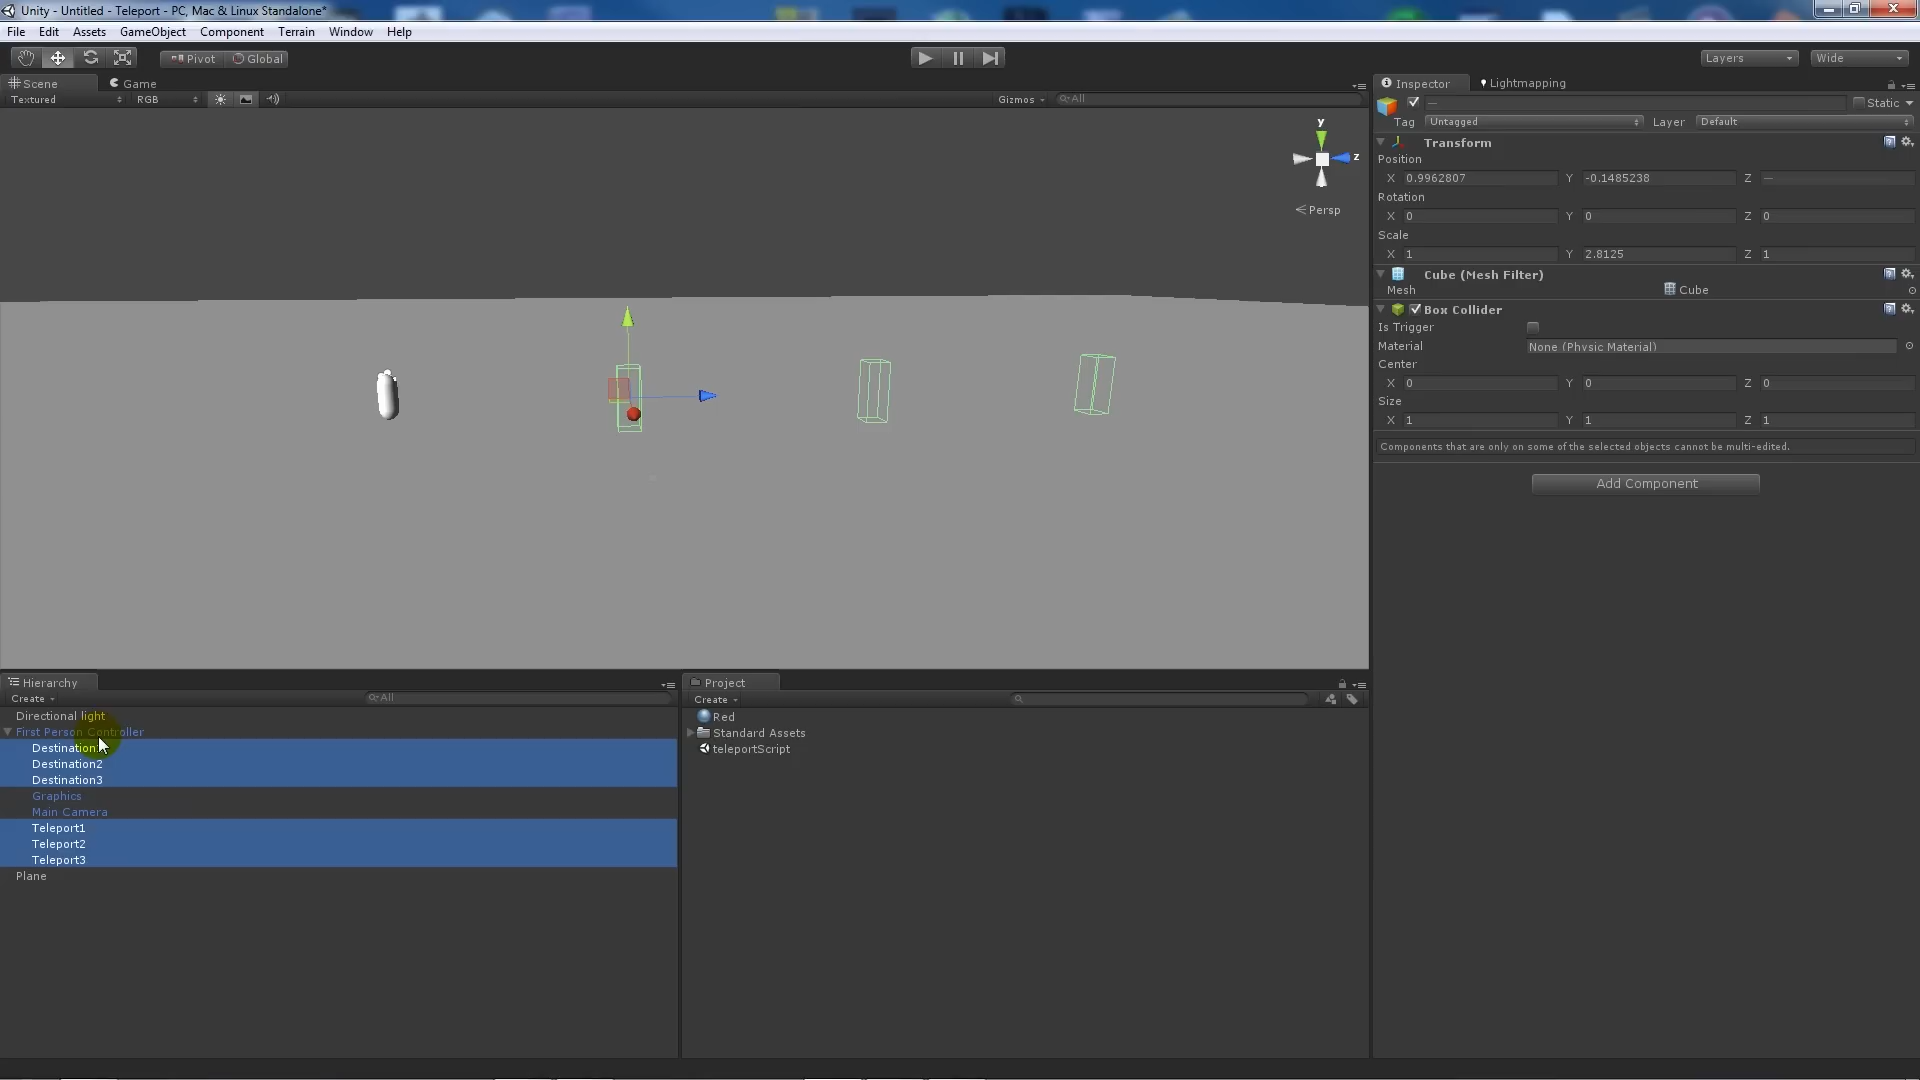 Unity - Untitled - Teleport - PC, Mac & Linux Standalone*
File Edit Assets GameObject Component Terrain Window Help
Pivot Global Layers Wide
Scene Game Inspector Lightmapping
Textured RGB Gizmos All
— Static
Tag Untagged Layer Default
y
z
Persp
Transform
Position
X 0.9962807 Y -0.1485238 Z —
Rotation
X 0 Y 0 Z 0
Scale
X 1 Y 2.8125 Z 1
Cube (Mesh Filter)
Mesh Cube
Box Collider
Is Trigger
Material None (Physic Material)
Center
X 0 Y 0 Z 0
Size
X 1 Y 1 Z 1
Components that are only on some of the selected objects cannot be multi-edited.
Add Component
Hierarchy
Create All
Directional light
First Person Controller
Destination
Destination2
Destination3
Graphics
Main Camera
Teleport1
Teleport2
Teleport3
Plane
Project
Create
Red
Standard Assets
teleportScript